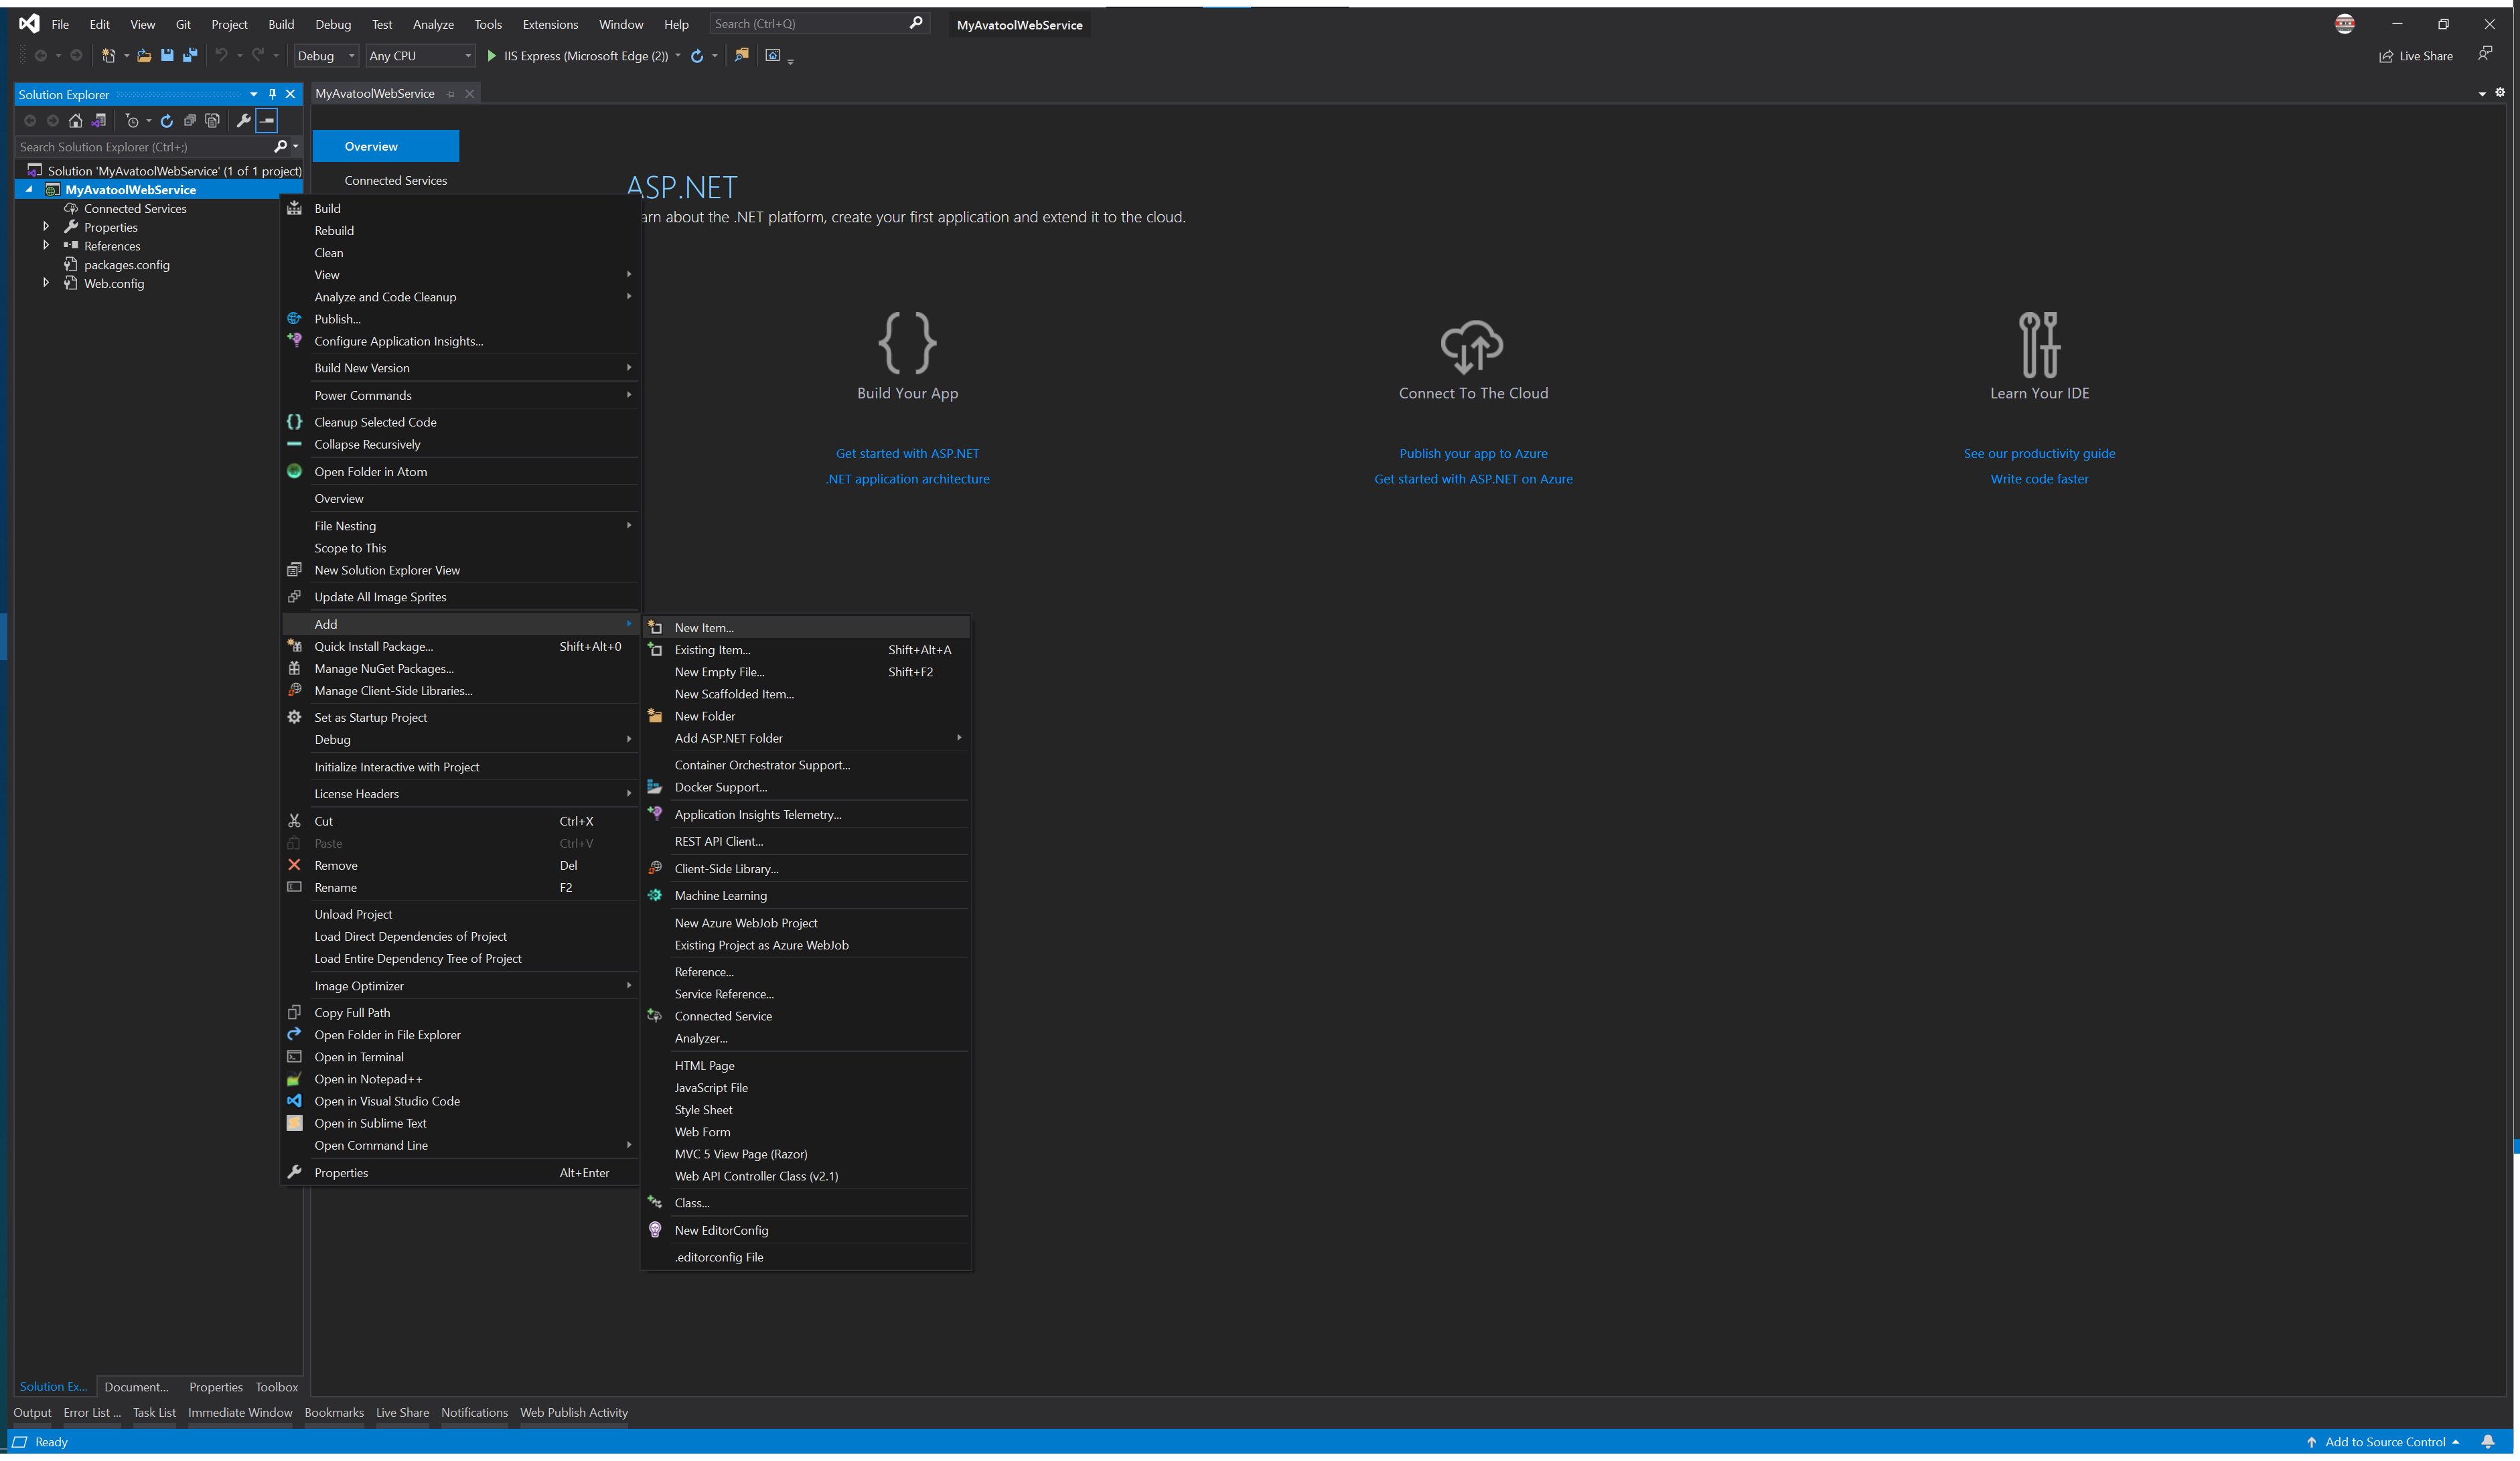 File Edit View Git Project Build Debug Test Analyze Tools Extensions Window Help Search (Ctrl+Q) MyAvatoolWebService
Debug Any CPU IIS Express (Microsoft Edge (2)) Live Share
Solution Explorer
MyAvatoolWebService
Search Solution Explorer (Ctrl+;)
Solution 'MyAvatoolWebService' (1 of 1 project)
MyAvatoolWebService
Connected Services
Properties
References
packages.config
Web.config
Overview
Connected Services
ASP.NET
arn about the .NET platform, create your first application and extend it to the cloud.
Build Your App
Get started with ASP.NET
.NET application architecture
Connect To The Cloud
Publish your app to Azure
Get started with ASP.NET on Azure
Learn Your IDE
See our productivity guide
Write code faster
Build
Rebuild
Clean
View
Analyze and Code Cleanup
Publish...
Configure Application Insights...
Build New Version
Power Commands
Cleanup Selected Code
Collapse Recursively
Open Folder in Atom
Overview
File Nesting
Scope to This
New Solution Explorer View
Update All Image Sprites
Add
Quick Install Package... Shift+Alt+0
Manage NuGet Packages...
Manage Client-Side Libraries...
Set as Startup Project
Debug
Initialize Interactive with Project
License Headers
Cut Ctrl+X
Paste Ctrl+V
Remove Del
Rename F2
Unload Project
Load Direct Dependencies of Project
Load Entire Dependency Tree of Project
Image Optimizer
Copy Full Path
Open Folder in File Explorer
Open in Terminal
Open in Notepad++
Open in Visual Studio Code
Open in Sublime Text
Open Command Line
Properties Alt+Enter
New Item...
Existing Item... Shift+Alt+A
New Empty File... Shift+F2
New Scaffolded Item...
New Folder
Add ASP.NET Folder
Container Orchestrator Support...
Docker Support...
Application Insights Telemetry...
REST API Client...
Client-Side Library...
Machine Learning
New Azure WebJob Project
Existing Project as Azure WebJob
Reference...
Service Reference...
Connected Service
Analyzer...
HTML Page
JavaScript File
Style Sheet
Web Form
MVC 5 View Page (Razor)
Web API Controller Class (v2.1)
Class...
New EditorConfig
.editorconfig File
Solution Ex... Document... Properties Toolbox
Output Error List ... Task List Immediate Window Bookmarks Live Share Notifications Web Publish Activity
Ready Add to Source Control